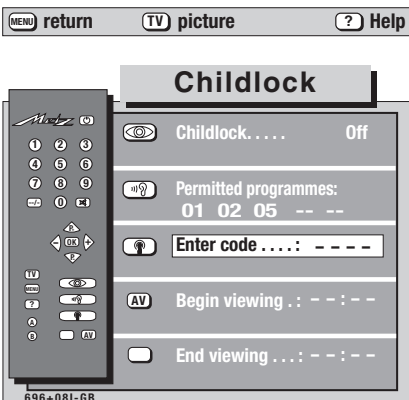 MENU return TV picture ? Help
Childlock
Metz
1 2 3
4 5 6
7 8 9
-/-- 0
R
- OK +
P
TV
MENU
?
A
B AV
Childlock. . . . . Off
Permitted programmes:
01 02 05 -- --
Enter code . . . . : – – – –
AV Begin viewing . : – – : – –
End viewing . . . : – – : – –
696+08I-GB